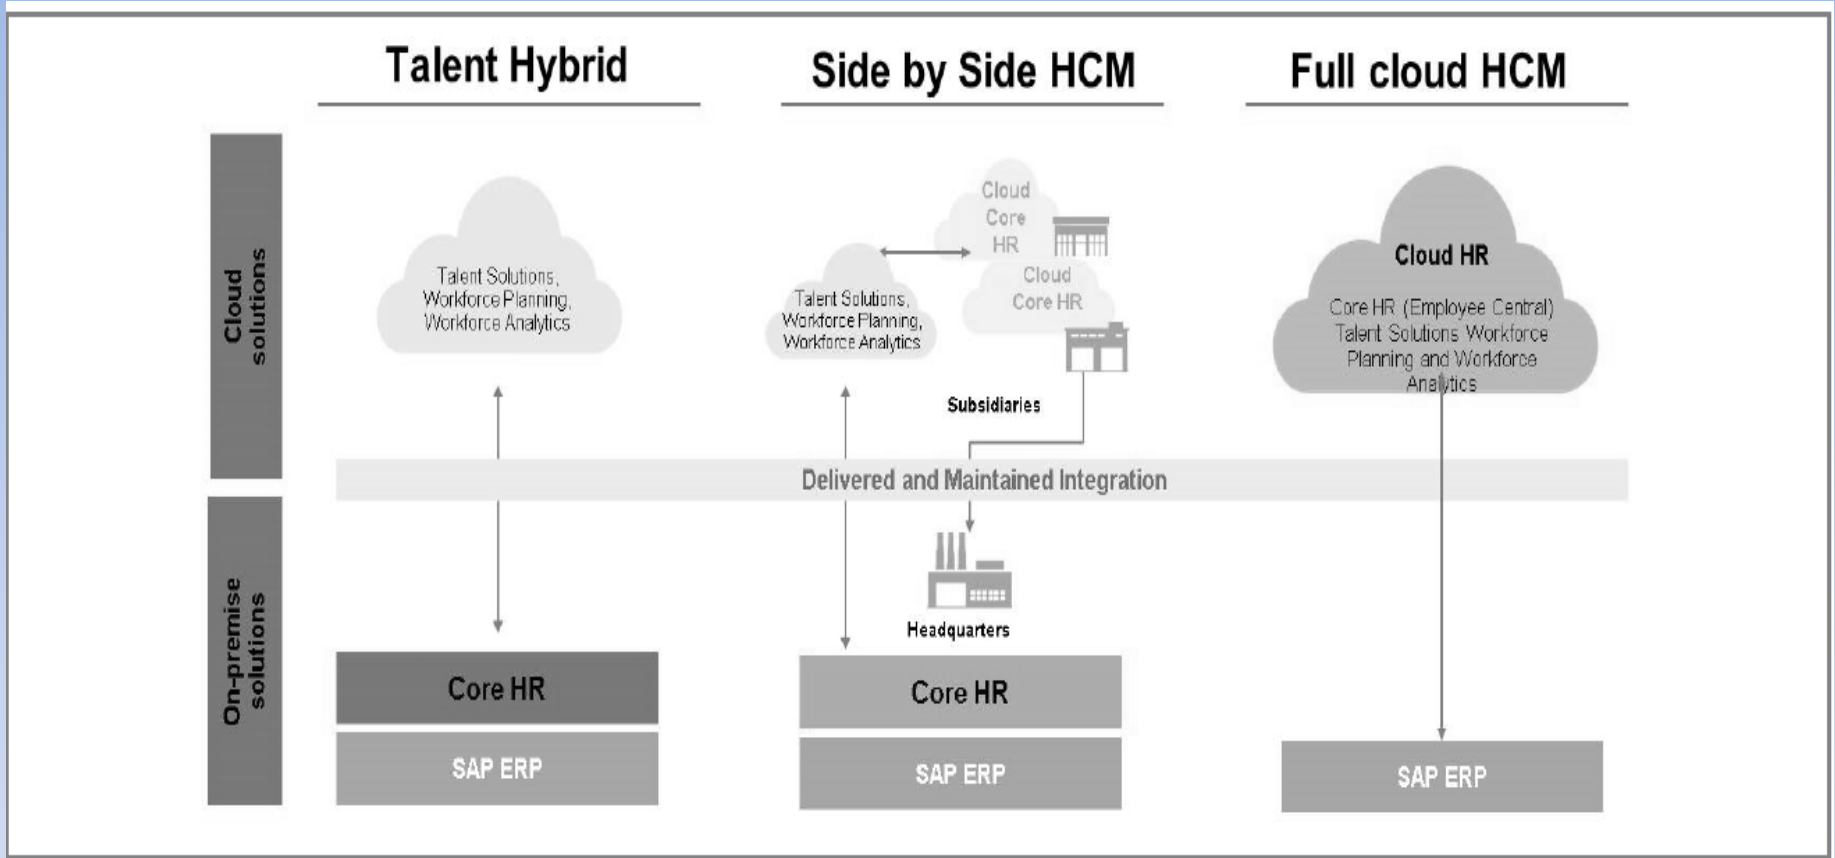 Talent Hybrid
Side by Side HCM
Full cloud HCM
Cloud
solutions
Talent Solutions,
Workforce Planning,
Workforce Analytics
Talent Solutions,
Workforce Planning,
Workforce Analytics
Cloud
Core
HR
Cloud
Core HR
Subsidiaries
Cloud HR
Core HR (Employee Central)
Talent Solutions Workforce
Planning and Workforce
Analytics
Delivered and Maintained Integration
On-premise
solutions
Headquarters
Core HR
SAP ERP
Core HR
SAP ERP
SAP ERP